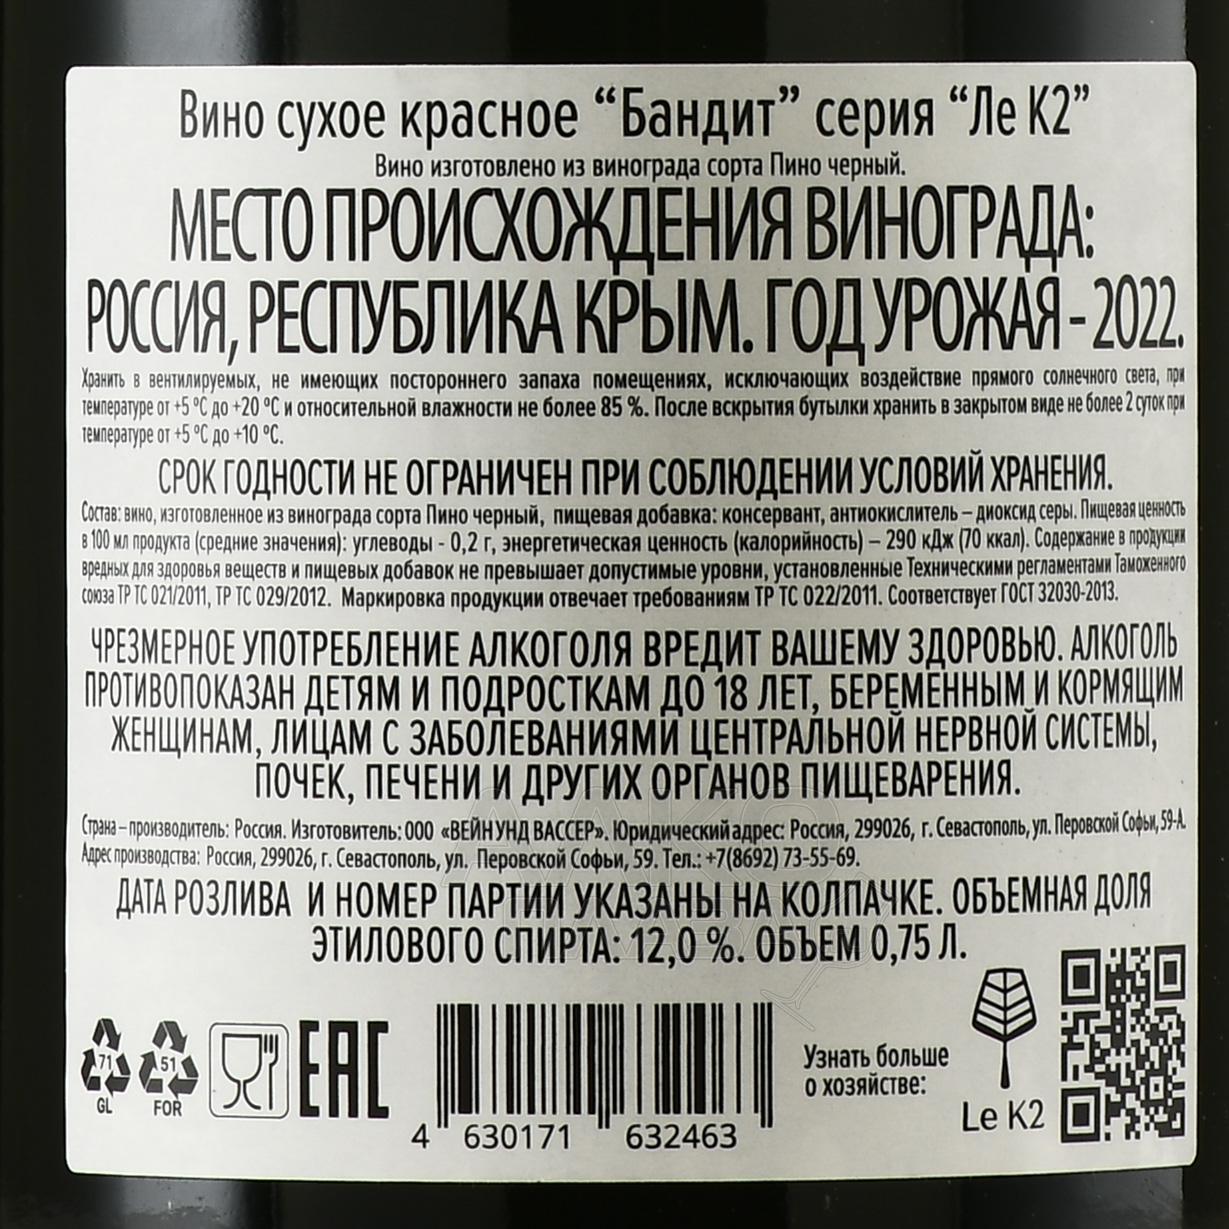 Вино сухое красное “Бандит” серия “Ле К2”
Вино изготовлено из винограда сорта Пино черный.
МЕСТО ПРОИСХОЖДЕНИЯ ВИНОГРАДА:
РОССИЯ, РЕСПУБЛИКА КРЫМ. ГОД УРОЖАЯ - 2022.
Хранить в вентилируемых, не имеющих постороннего запаха помещениях, исключающих воздействие прямого солнечного света, при
температуре от +5 °C до +20 °C и относительной влажности не более 85 %. После вскрытия бутылки хранить в закрытом виде не более 2 суток при
температуре от +5 °C до +10 °C.
СРОК ГОДНОСТИ НЕ ОГРАНИЧЕН ПРИ СОБЛЮДЕНИИ УСЛОВИЙ ХРАНЕНИЯ.
Состав: вино, изготовленное из винограда сорта Пино черный, пищевая добавка: консервант, антиокислитель – диоксид серы. Пищевая ценность
в 100 мл продукта (средние значения): углеводы - 0,2 г, энергетическая ценность (калорийность) – 290 кДж (70 ккал). Содержание в продукции
вредных для здоровья веществ и пищевых добавок не превышает допустимые уровни, установленные Техническими регламентами Таможенного
союза ТР ТС 021/2011, ТР ТС 029/2012. Маркировка продукции отвечает требованиям ТР ТС 022/2011. Соответствует ГОСТ 32030-2013.
ЧРЕЗМЕРНОЕ УПОТРЕБЛЕНИЕ АЛКОГОЛЯ ВРЕДИТ ВАШЕМУ ЗДОРОВЬЮ. АЛКОГОЛЬ
ПРОТИВОПОКАЗАН ДЕТЯМ И ПОДРОСТКАМ ДО 18 ЛЕТ, БЕРЕМЕННЫМ И КОРМЯЩИМ
ЖЕНЩИНАМ, ЛИЦАМ С ЗАБОЛЕВАНИЯМИ ЦЕНТРАЛЬНОЙ НЕРВНОЙ СИСТЕМЫ,
ПОЧЕК, ПЕЧЕНИ И ДРУГИХ ОРГАНОВ ПИЩЕВАРЕНИЯ.
Страна – производитель: Россия. Изготовитель: ООО «ВЕЙН УНД ВАССЕР». Юридический адрес: Россия, 299026, г. Севастополь, ул. Перовской Софьи, 59-А.
Адрес производства: Россия, 299026, г. Севастополь, ул. Перовской Софьи, 59. Тел.: +7(8692) 73-55-69.
ДАТА РОЗЛИВА И НОМЕР ПАРТИИ УКАЗАНЫ НА КОЛПАЧКЕ. ОБЪЕМНАЯ ДОЛЯ
ЭТИЛОВОГО СПИРТА: 12,0 %. ОБЪЕМ 0,75 Л.
71
GL
51
FOR
EAC
4 630171 632463
Узнать больше
о хозяйстве:
Le K2